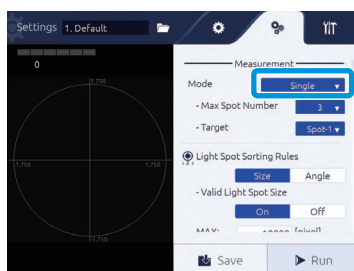 Settings 1. Default
YIT
0
Measurement
1.750
Mode Single
- Max Spot Number 3
- Target Spot-1
1.750 1.750
Light Spot Sorting Rules
Size Angle
- Valid Light Spot Size
On Off
-1.750
Save Run